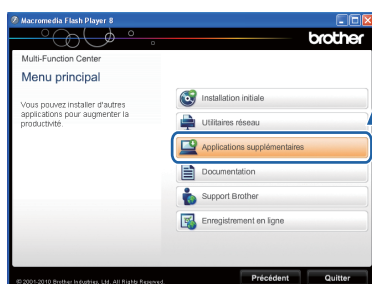 Macromedia Flash Player 8
brother
Multi-Function Center
Menu principal
Vous pouvez installer d'autres
applications pour augmenter la
productivité.
Installation initiale
Utilitaires réseau
Applications supplémentaires
Documentation
Support Brother
Enregistrement en ligne
© 2001-2010 Brother Industries, Ltd. All Rights Reserved.
Précédent
Quitter